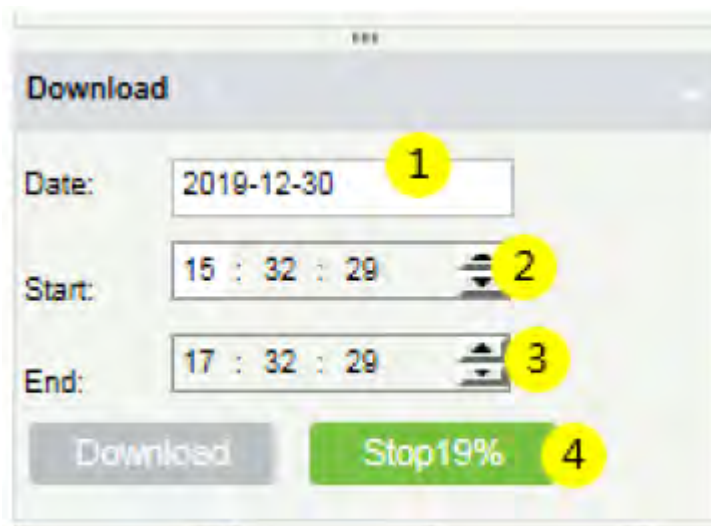 Download
Date: 2019-12-30 1
Start: 15 : 32 : 29 2
End: 17 : 32 : 29 3
Download Stop19% 4